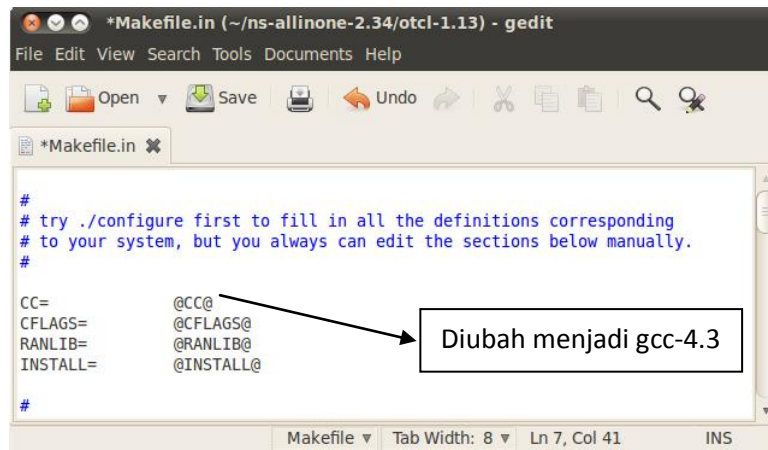 *Makefile.in (~/ns-allinone-2.34/otcl-1.13) - gedit
File Edit View Search Tools Documents Help
Open Save Undo
*Makefile.in
#
# try ./configure first to fill in all the definitions corresponding
# to your system, but you always can edit the sections below manually.
#
CC= @CC@
CFLAGS= @CFLAGS@
RANLIB= @RANLIB@
INSTALL= @INSTALL@
Diubah menjadi gcc-4.3
#
Makefile Tab Width: 8 Ln 7, Col 41 INS